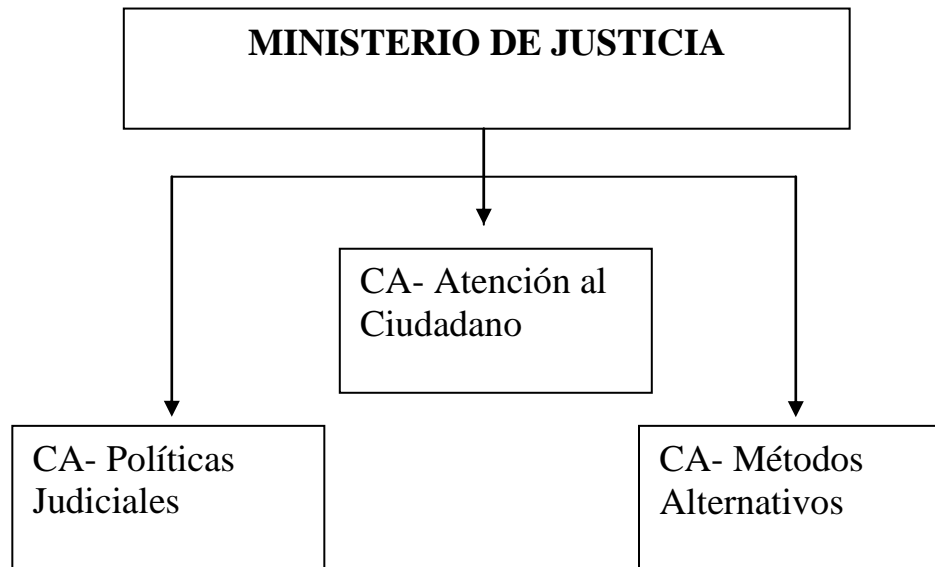 MINISTERIO DE JUSTICIA
CA- Atención al
Ciudadano
CA- Políticas
Judiciales
CA- Métodos
Alternativos